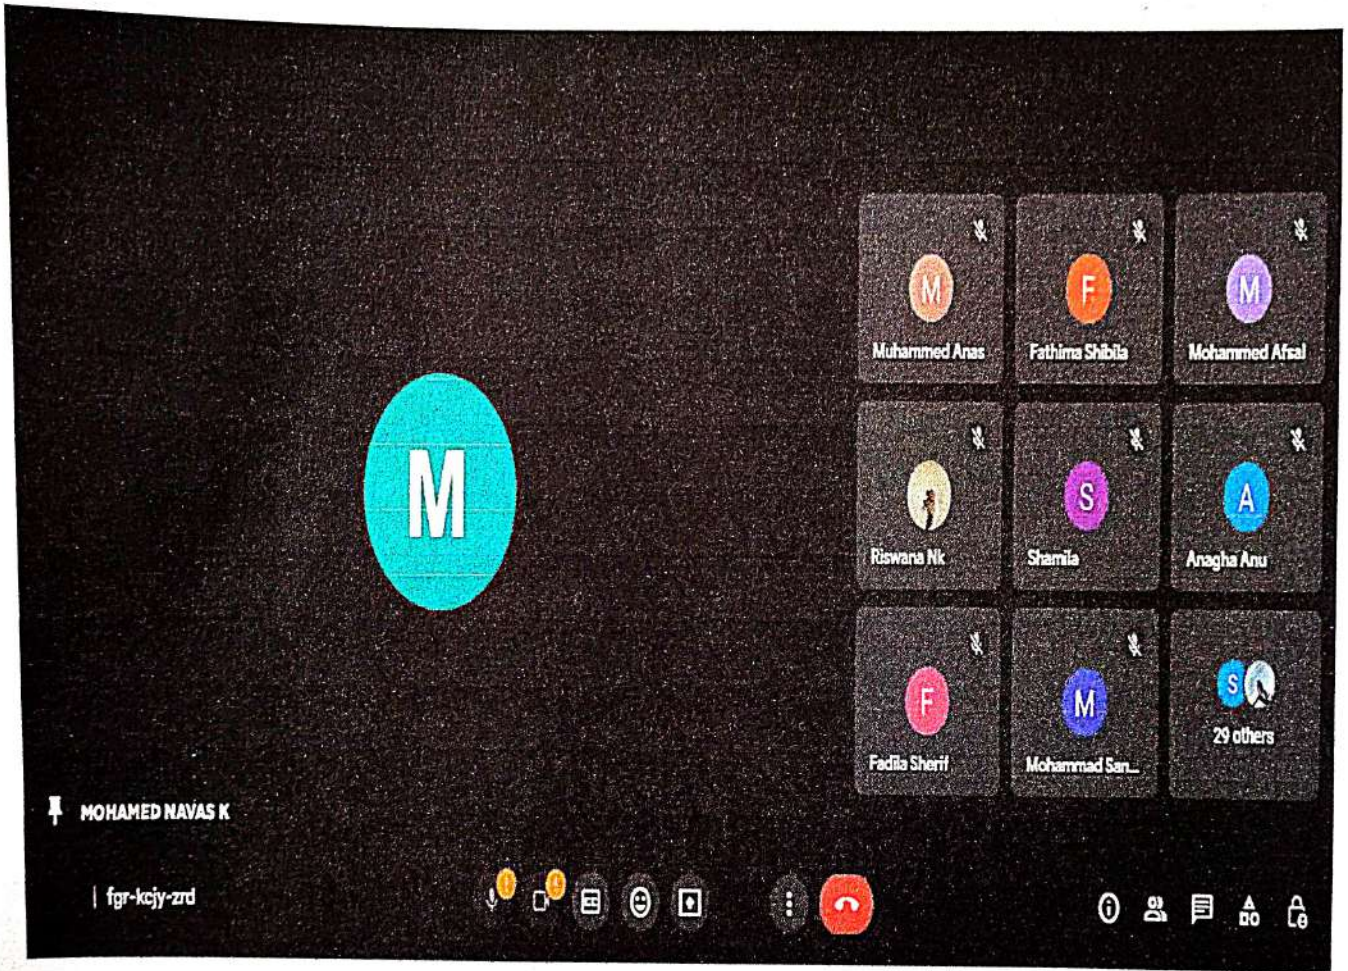 M
MOHAMED NAVAS K
fgr-kcjy-zrd
M
Muhammed Anas
F
Fathima Shibila
M
Mohammed Afsal
Riswana Nk
S
Shamila
A
Anagha Anu
F
Fadila Sherif
M
Mohammad San...
S
29 others